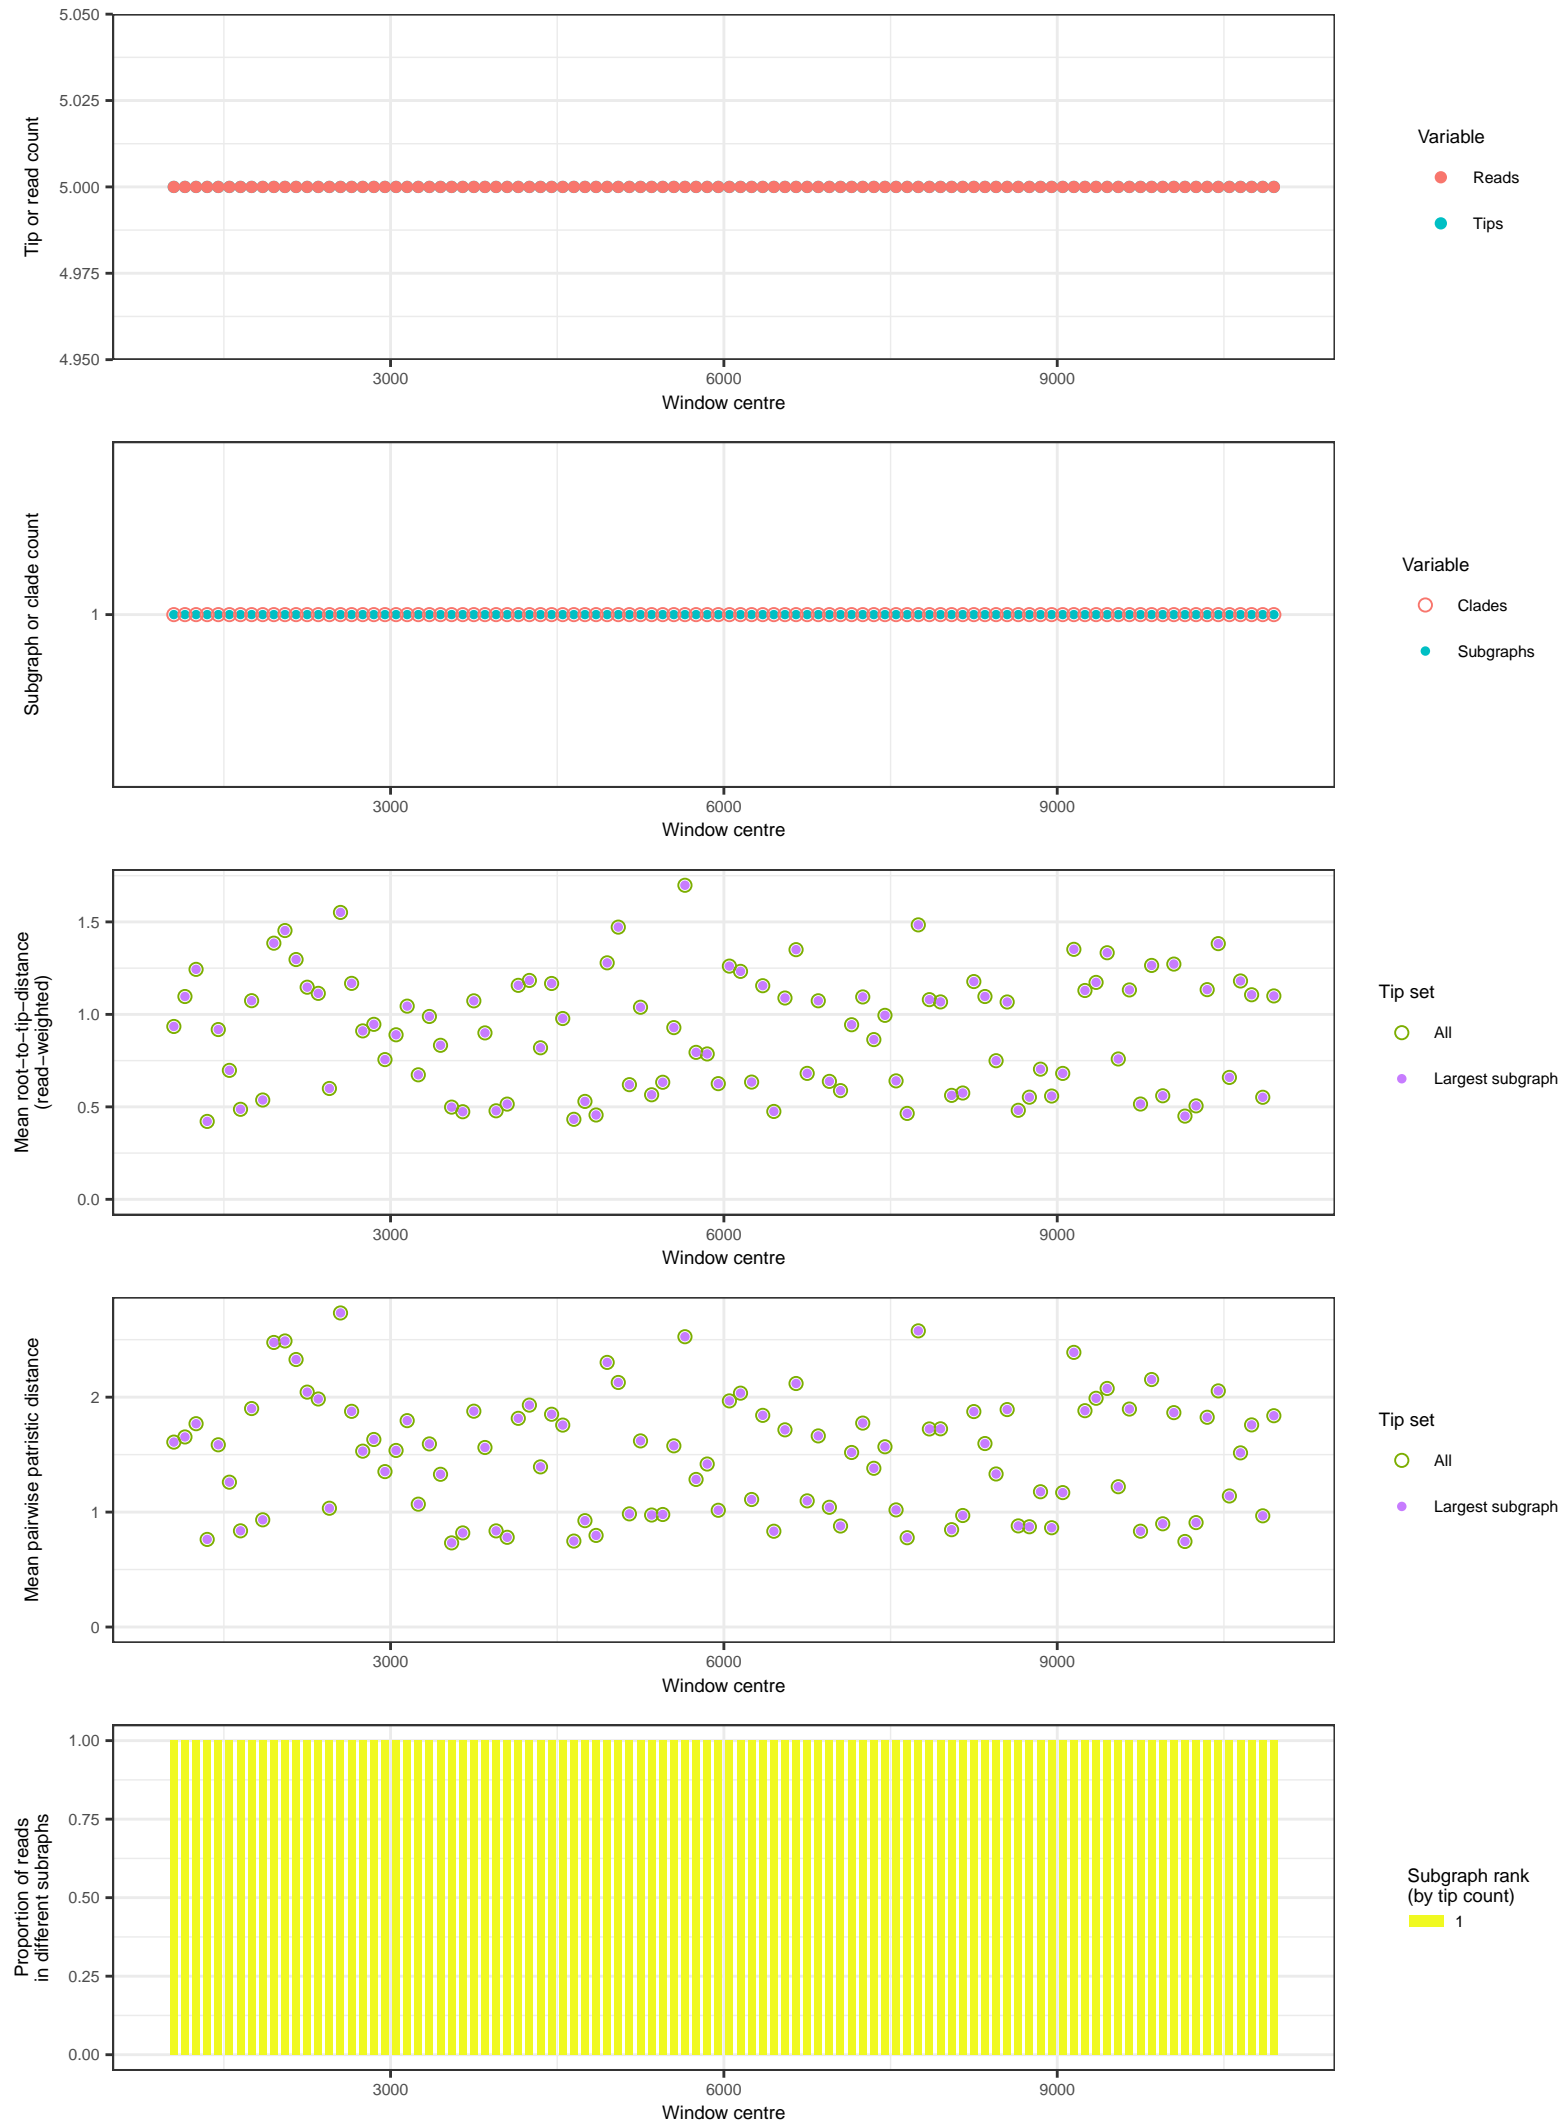 5.050
5.025
5.000
4.975
4.950
Tip or read count
3000
6000
9000
Window centre
Variable
Reads
Tips
1
Subgraph or clade count
3000
6000
9000
Window centre
Variable
Clades
Subgraphs
1.5
1.0
0.5
0.0
Mean root−to−tip−distance
(read−weighted)
3000
6000
9000
Window centre
Tip set
All
Largest subgraph
2
1
0
Mean pairwise patristic distance
3000
6000
9000
Window centre
Tip set
All
Largest subgraph
1.00
0.75
0.50
0.25
0.00
Proportion of reads
in different subraphs
3000
6000
9000
Window centre
Subgraph rank
(by tip count)
1